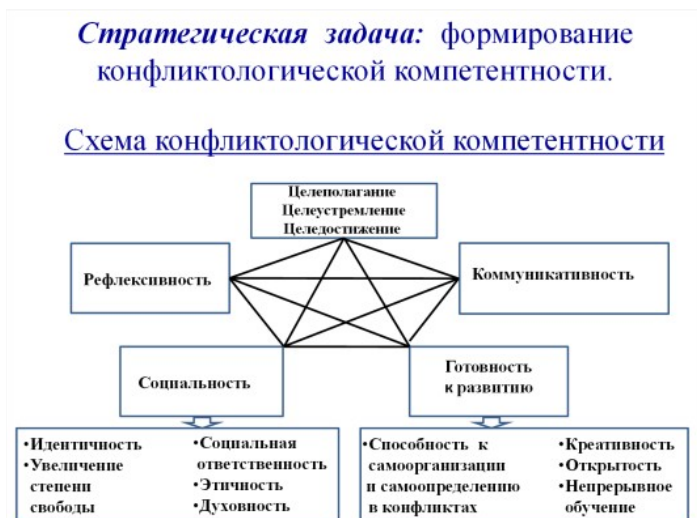 Стратегическая задача: формирование
конфликтологической компетентности.
Схема конфликтологической компетентности
Целеполагание
Целеустремление
Целедостижение
Рефлексивность
Коммуникативность
Социальность
Готовность
к развитию
•Идентичность
•Увеличение
степени
свободы
•Социальная
ответственность
•Этичность
•Духовность
•Способность к
самоорганизации
и самоопределению
в конфликтах
•Креативность
•Открытость
•Непрерывное
обучение